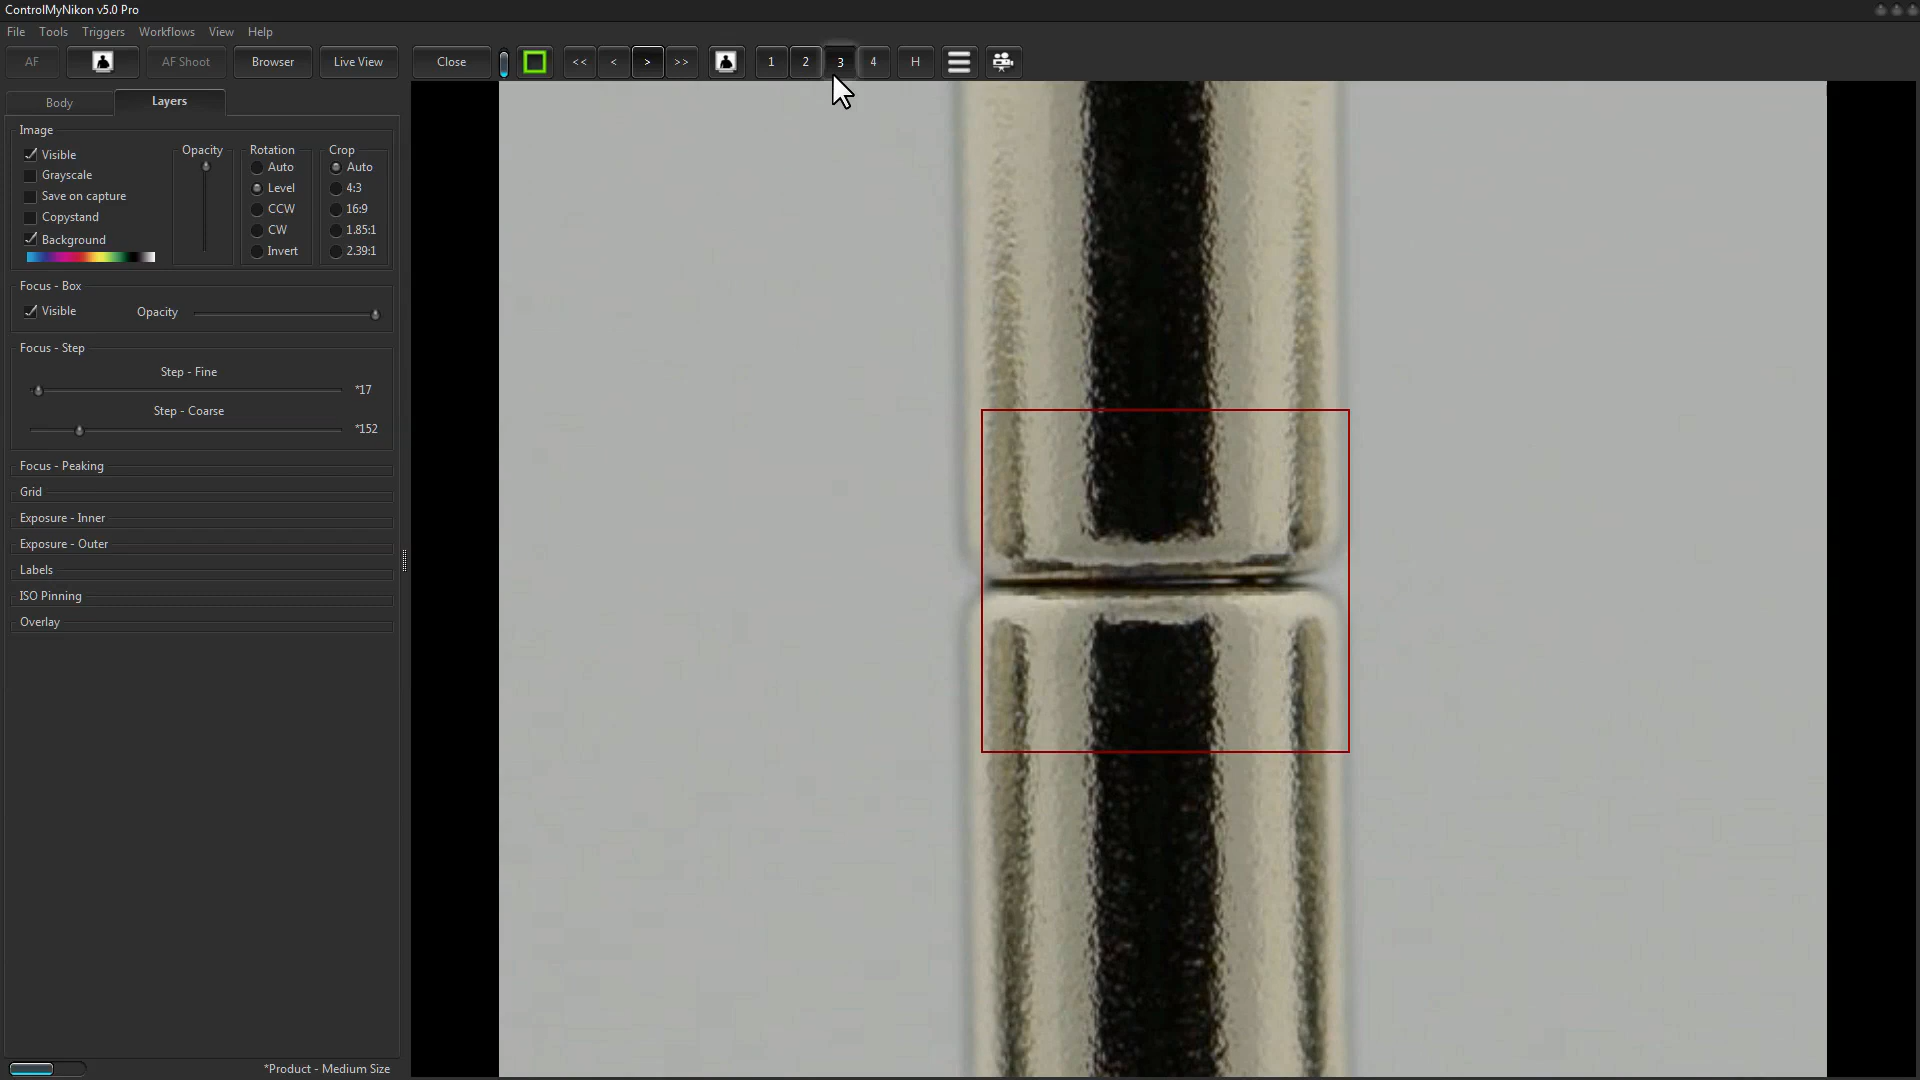 ControlMyNikon v5.0 Pro
File Tools Triggers Workflows View Help
AF AF Shoot Browser Live View Close << < > >> 1 2 3 4 H
Body Layers
Image
Visible
Grayscale
Save on capture
Copystand
Background
Opacity
Rotation
Auto
Level
CCW
CW
Invert
Crop
Auto
4:3
16:9
1.85:1
2.39:1
Focus - Box
Visible Opacity
Focus - Step
Step - Fine
*17
Step - Coarse
*152
Focus - Peaking
Grid
Exposure - Inner
Exposure - Outer
Labels
ISO Pinning
Overlay
*Product - Medium Size